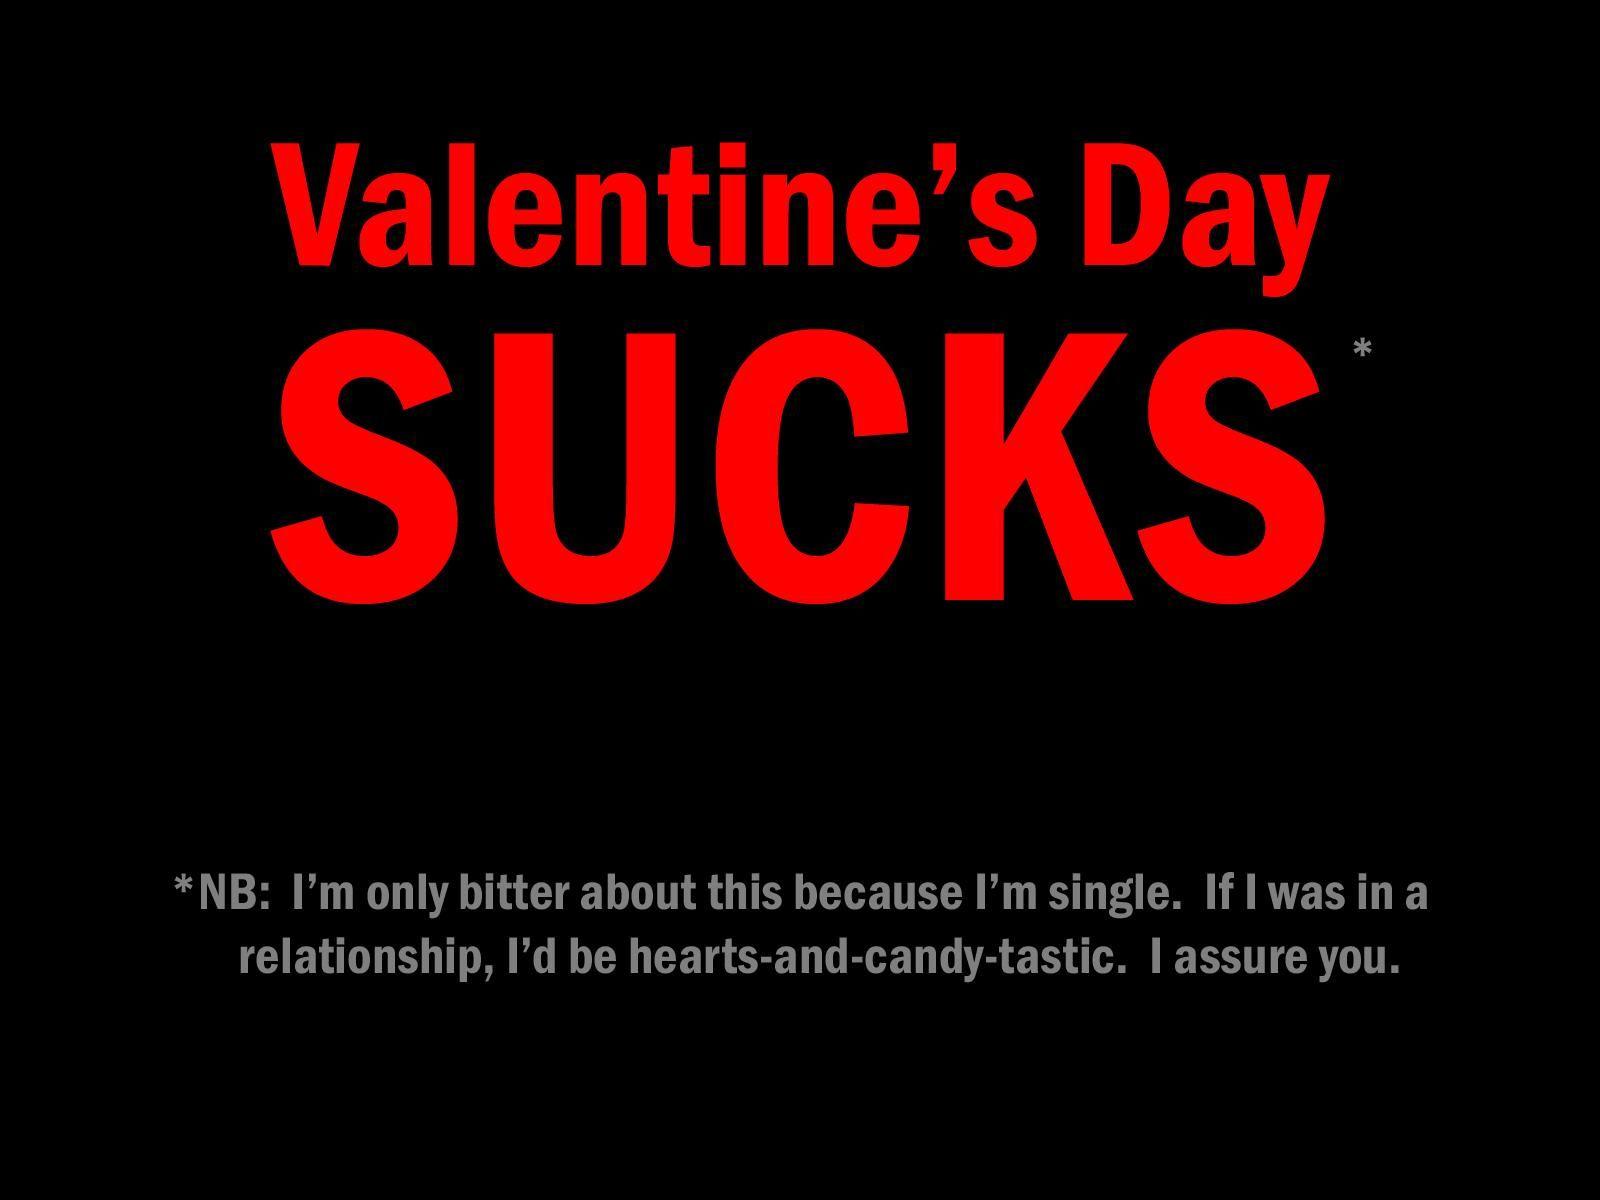 Valentine’s Day
SUCKS*
*NB:  I’m only bitter about this because I’m single.  If I was in a
relationship, I’d be hearts-and-candy-tastic.  I assure you.